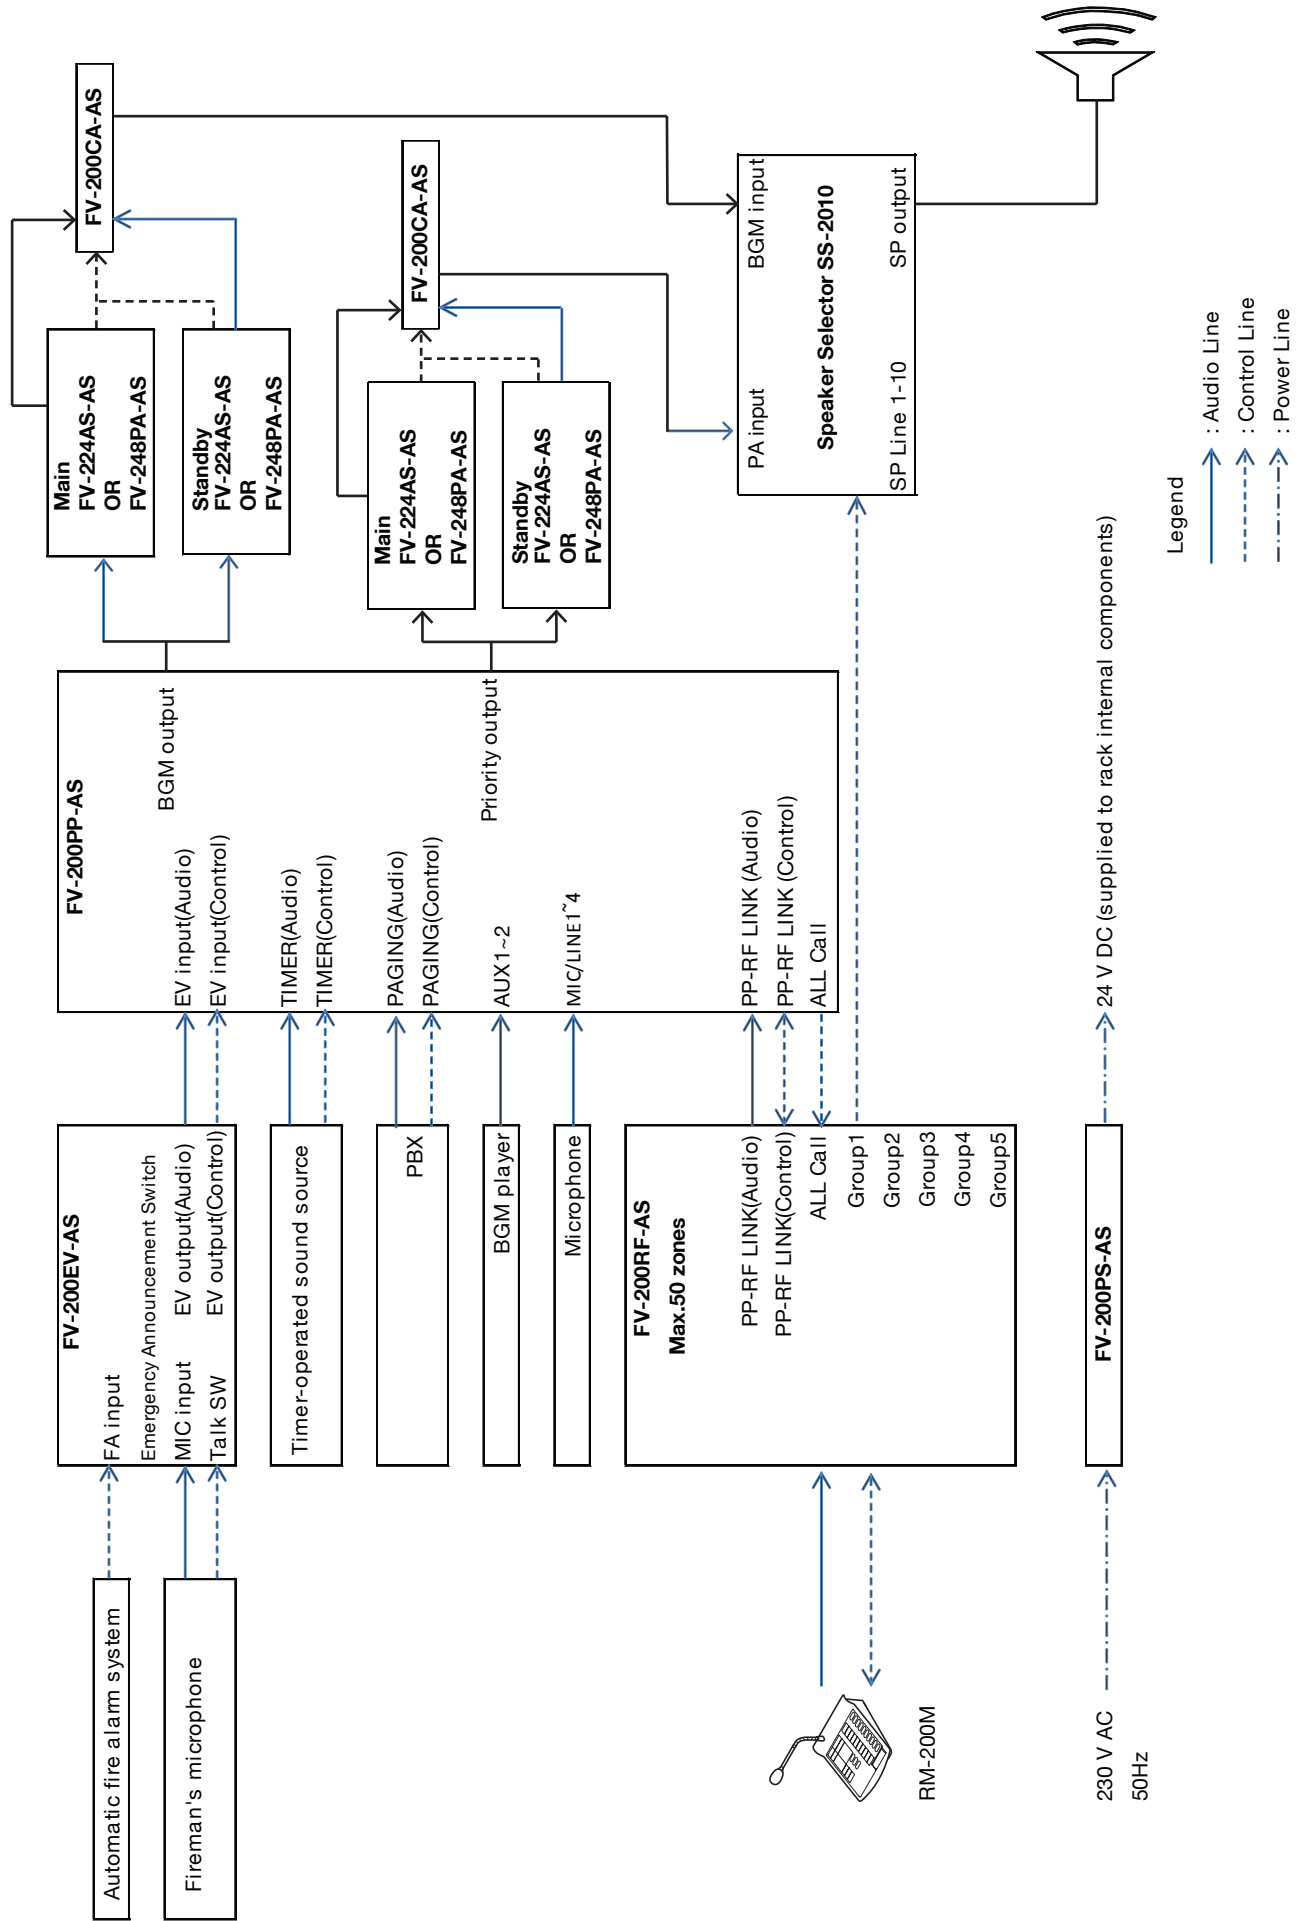 Automatic fire alarm system
Fireman's microphone
RM-200M
230 V AC
50Hz
FV-200EV-AS
FA input
Emergency Announcement Switch
MIC input
EV output(Audio)
Talk SW
EV output(Control)
Timer-operated sound source
PBX
BGM player
Microphone
FV-200RF-AS
Max.50 zones
PP-RF LINK(Audio)
PP-RF LINK(Control)
ALL Call
Group1
Group2
Group3
Group4
Group5
FV-200PS-AS
24 V DC (supplied to rack internal components)
FV-200PP-AS
EV input(Audio)
EV input(Control)
TIMER(Audio)
TIMER(Control)
PAGING(Audio)
PAGING(Control)
AUX1~2
MIC/LINE1~4
PP-RF LINK (Audio)
PP-RF LINK (Control)
ALL Call
BGM output
Priority output
Main
FV-224AS-AS
OR
FV-248PA-AS
Standby
FV-224AS-AS
OR
FV-248PA-AS
FV-200CA-AS
Main
FV-224AS-AS
OR
FV-248PA-AS
Standby
FV-224AS-AS
OR
FV-248PA-AS
FV-200CA-AS
PA input
BGM input
Speaker Selector SS-2010
SP Line 1-10
SP output
Legend
: Audio Line
: Control Line
: Power Line